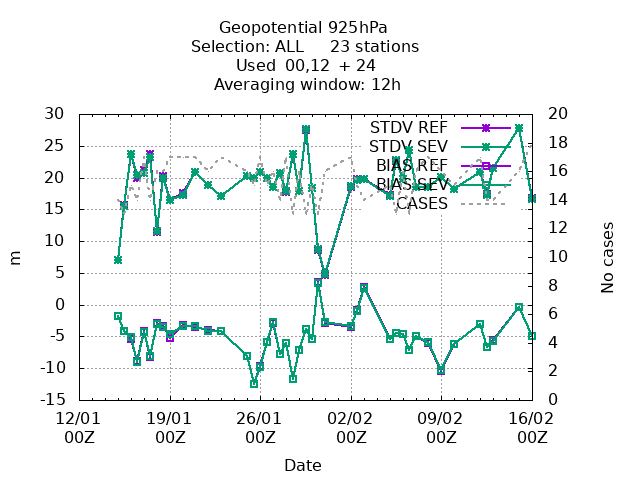 Geopotential 925hPa
Selection: ALL 23 stations
Used 00,12 + 24
Averaging window: 12h
30
25
20
15
10
5
0
-5
-10
-15
m
20
18
16
14
12
10
8
6
4
2
0
No cases
STDV REF
STDV SEV
BIAS REF
BIAS SEV
CASES
12/01 19/01 26/01 02/02 09/02 16/02
00Z 00Z 00Z 00Z 00Z 00Z
Date